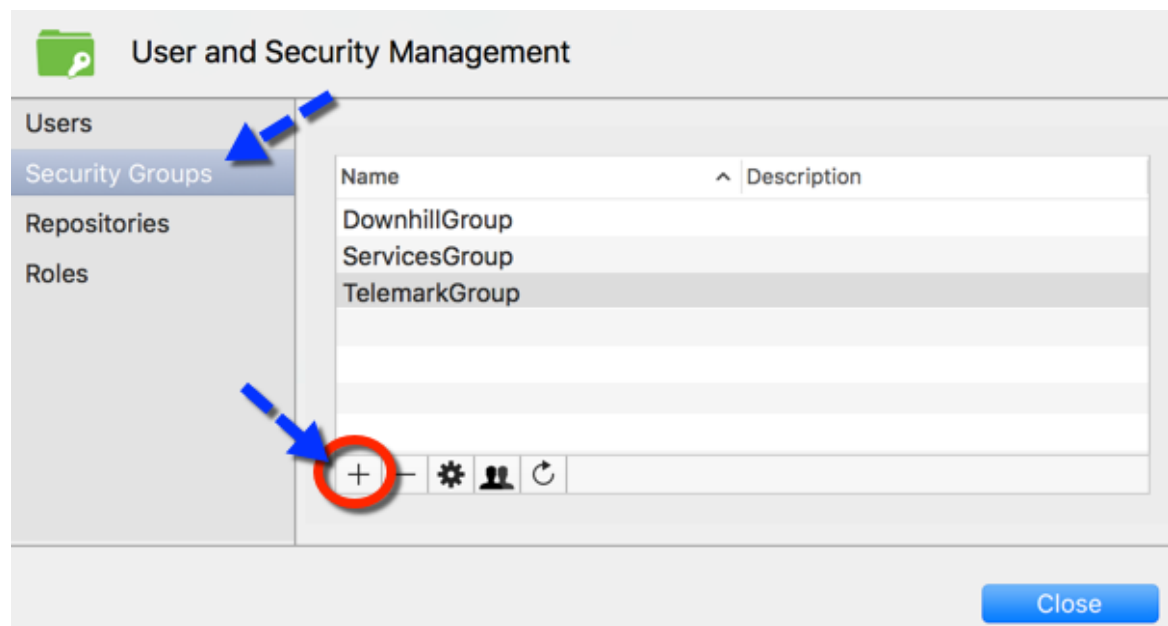 User and Security Management
Users
Security Groups
Repositories
Roles
Name
Description
DownhillGroup
ServicesGroup
TelemarkGroup
Close